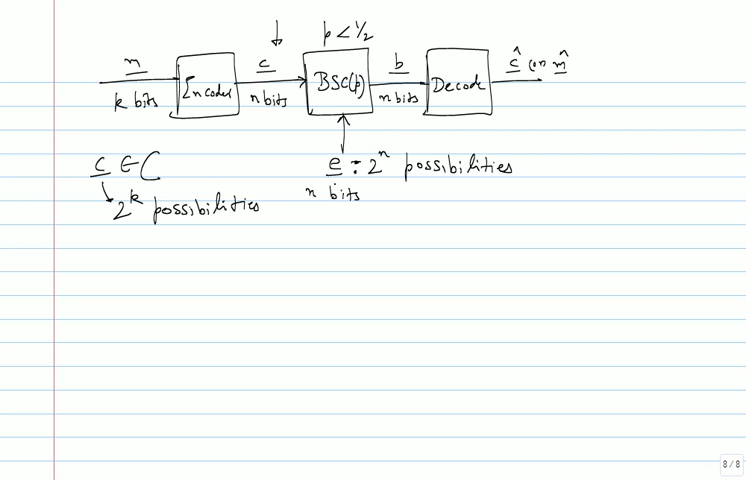 p < 1/2
m c b ĉ (or) m̂
Encoder BSC(p) Decode
k bits n bits n bits
c ∈ C e : 2^n possibilities
n bits
2^k possibilities
8 / 8